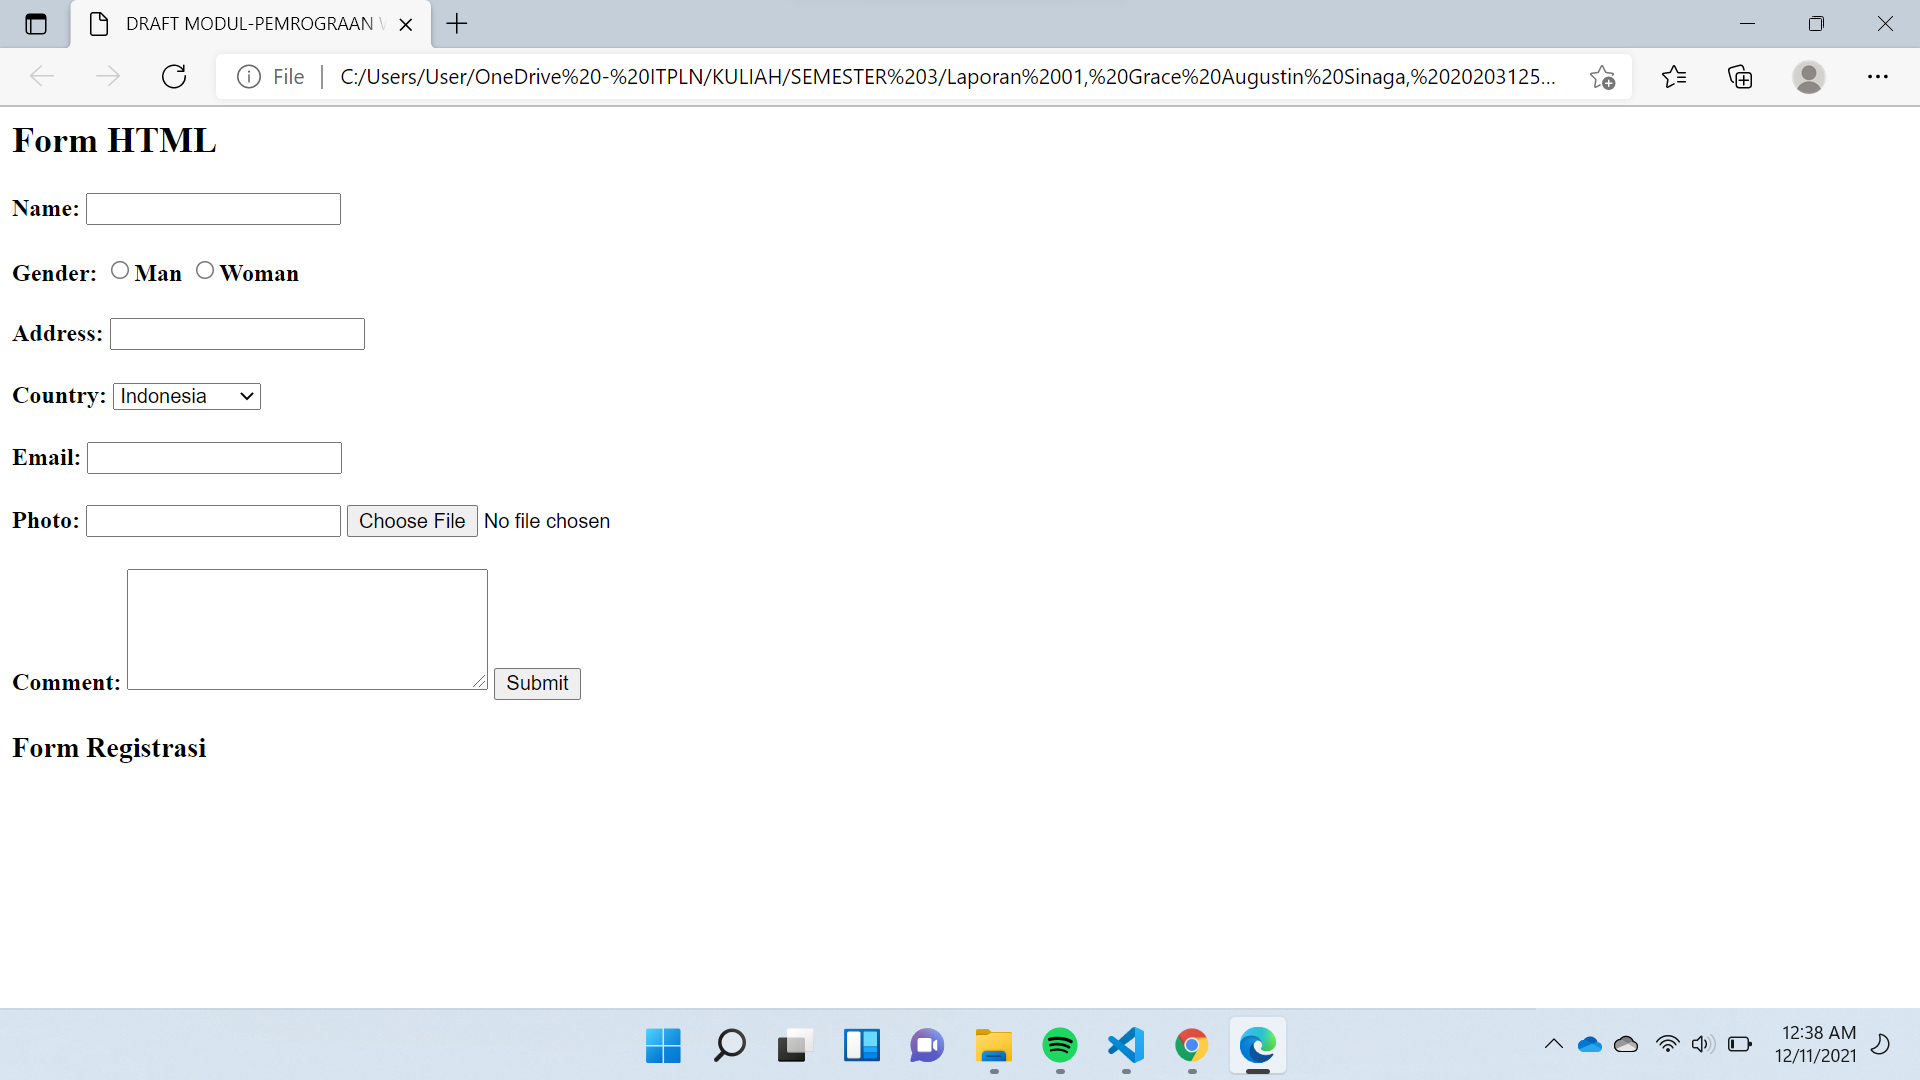 DRAFT MODUL-PEMROGRAAN
File
C:/Users/User/OneDrive%20-%20ITPLN/KULIAH/SEMESTER%203/Laporan%2001,%20Grace%20Augustin%20Sinaga,%202020203125...
Form HTML
Name:
Gender: Man Woman
Address:
Country: Indonesia
Email:
Photo: Choose File No file chosen
Comment: Submit
Form Registrasi
12:38 AM
12/11/2021